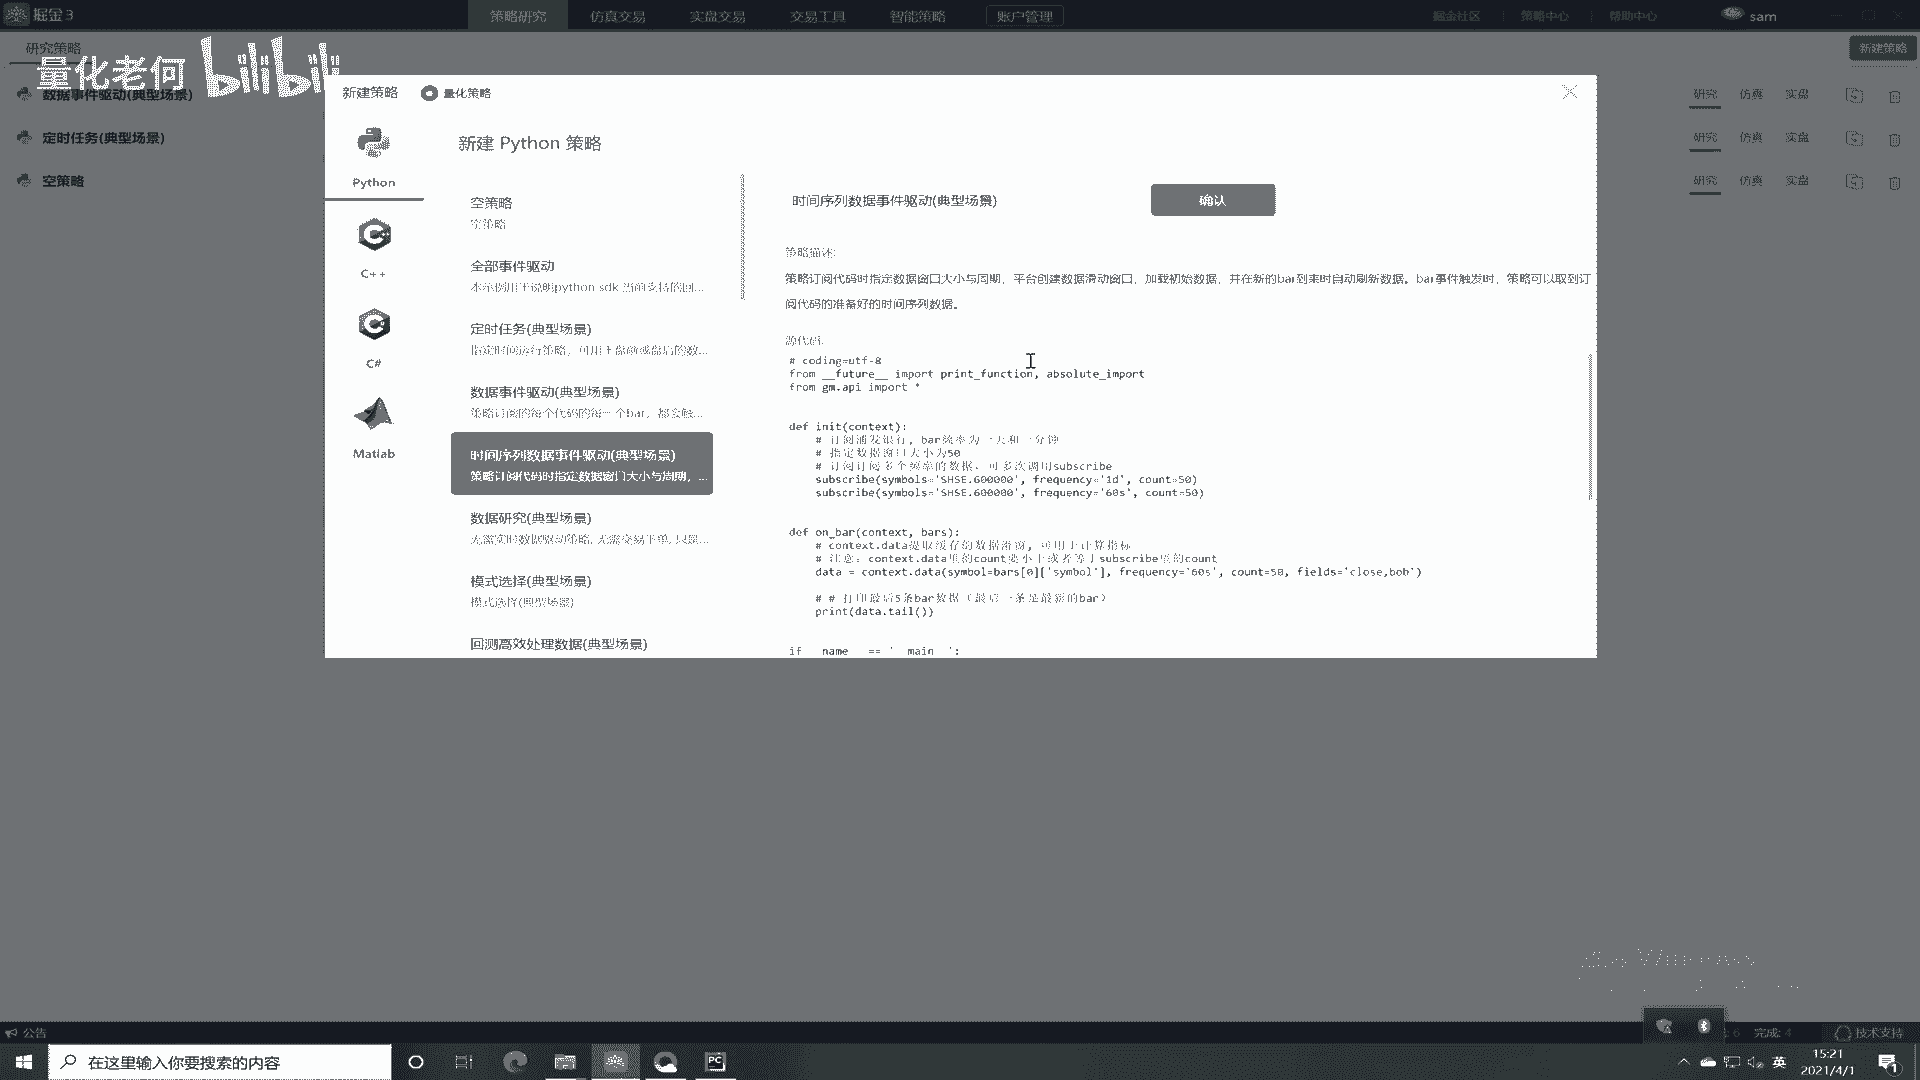 掘金3
策略研究
仿真交易
实盘交易
交易工具
智能策略
账户管理
掘金社区
策略中心
帮助中心
sam
研究策略
新建策略
量化老何 bilibili
数据事件驱动(典型场景)
研究 仿真 实盘
定时任务(典型场景)
研究 仿真 实盘
空策略
研究 仿真 实盘
新建策略
量化策略
Python
C++
C#
Matlab
新建 Python 策略
空策略
空策略
全部事件驱动
本示例用于说明python sdk 当前支持的回...
定时任务(典型场景)
指定时间运行策略，可用于盘前或盘后的数...
数据事件驱动(典型场景)
策略订阅的每个代码的每一个bar，都会触...
时间序列数据事件驱动(典型场景)
策略订阅代码时指定数据窗口大小与周期，...
数据研究(典型场景)
无需实时数据驱动策略, 无需交易下单, 只是...
模式选择(典型场景)
模式选择(典型场景)
回测高效处理数据(典型场景)
时间序列数据事件驱动(典型场景)
确认
策略描述:
策略订阅代码时指定数据窗口大小与周期，平台创建数据滑动窗口，加载初始数据，并在新的bar到来时自动刷新数据。bar事件触发时，策略可以取到订
阅代码的准备好的时间序列数据。
源代码:
# coding=utf-8
from __future__ import print_function, absolute_import
from gm.api import *
def init(context):
# 订阅浦发银行, bar频率为一天和一分钟
# 指定数据窗口大小为50
# 订阅订阅多个频率的数据，可多次调用subscribe
subscribe(symbols='SHSE.600000', frequency='1d', count=50)
subscribe(symbols='SHSE.600000', frequency='60s', count=50)
def on_bar(context, bars):
# context.data提取缓存的数据滑窗, 可用于计算指标
# 注意：context.data里的count要小于或者等于subscribe里的count
data = context.data(symbol=bars[0]['symbol'], frequency='60s', count=50, fields='close,bob')
# # 打印最后5条bar数据（最后一条是最新的bar）
print(data.tail())
if __name__ == '__main__':
公告
6 完成: 4
技术支持
在这里输入你要搜索的内容
英
15:21
2021/4/1